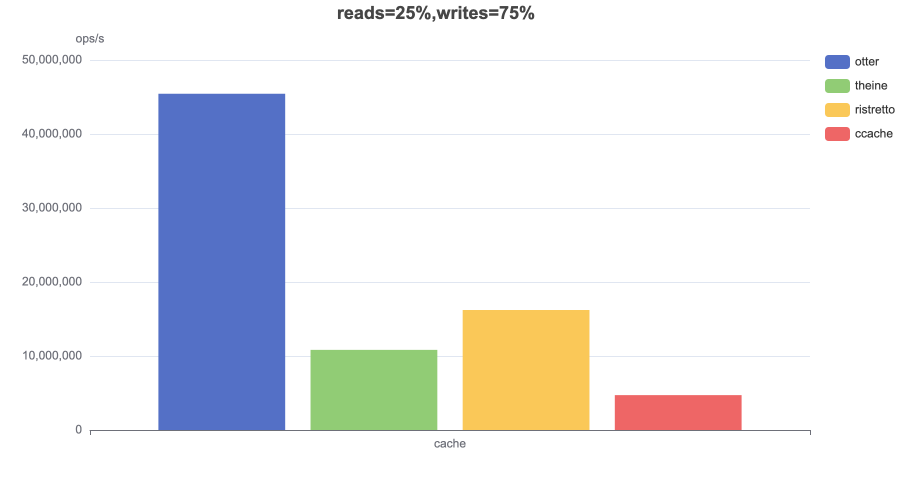 reads=25%,writes=75%
ops/s
50,000,000
40,000,000
30,000,000
20,000,000
10,000,000
0
cache
otter
theine
ristretto
ccache